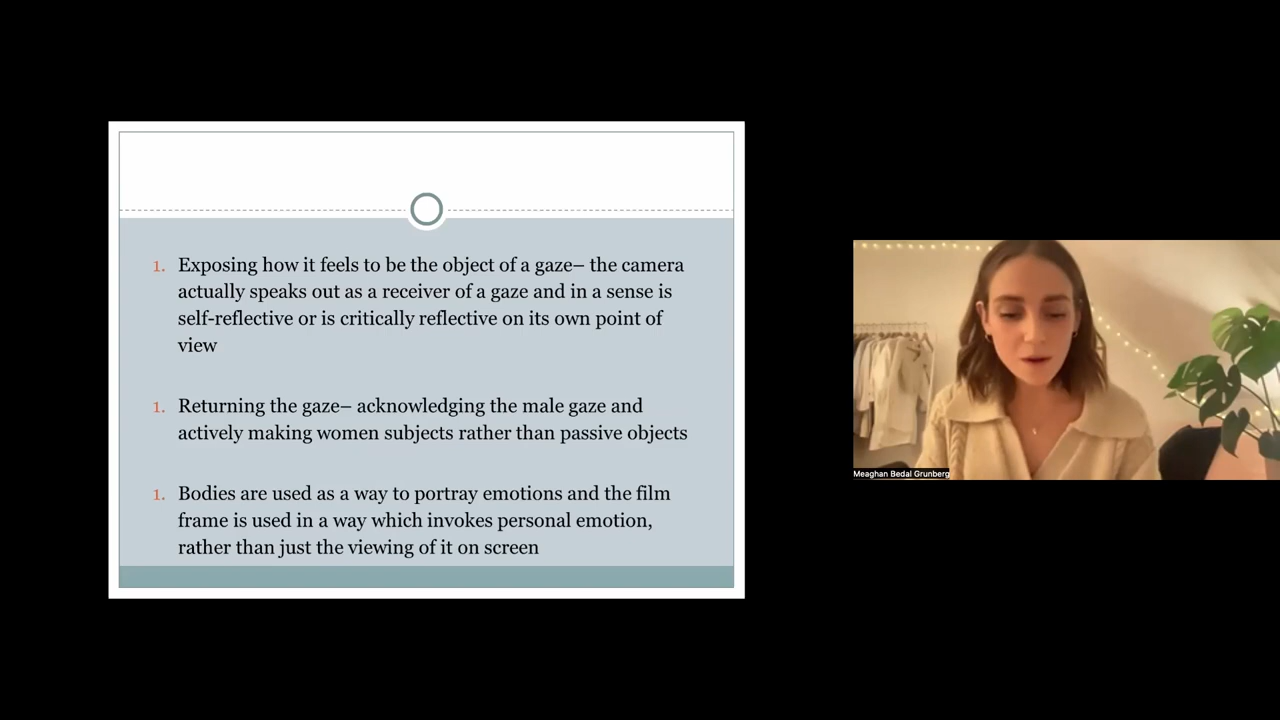 1. Exposing how it feels to be the object of a gaze– the camera
actually speaks out as a receiver of a gaze and in a sense is
self-reflective or is critically reflective on its own point of
view
1. Returning the gaze– acknowledging the male gaze and
actively making women subjects rather than passive objects
1. Bodies are used as a way to portray emotions and the film
frame is used in a way which invokes personal emotion,
rather than just the viewing of it on screen
Meaghan Bedal Grunberg